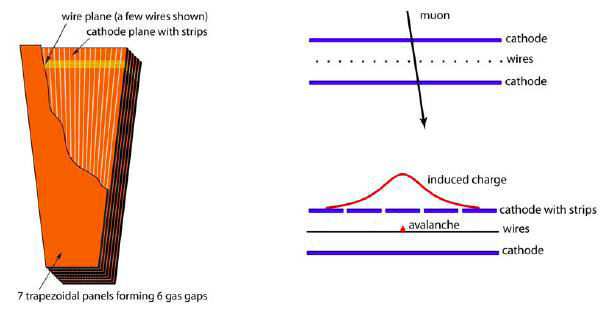 wire plane (a few wires shown)
cathode plane with strips
7 trapezoidal panels forming 6 gas gaps
muon
cathode
wires
cathode
induced charge
cathode with strips
avalanche
wires
cathode